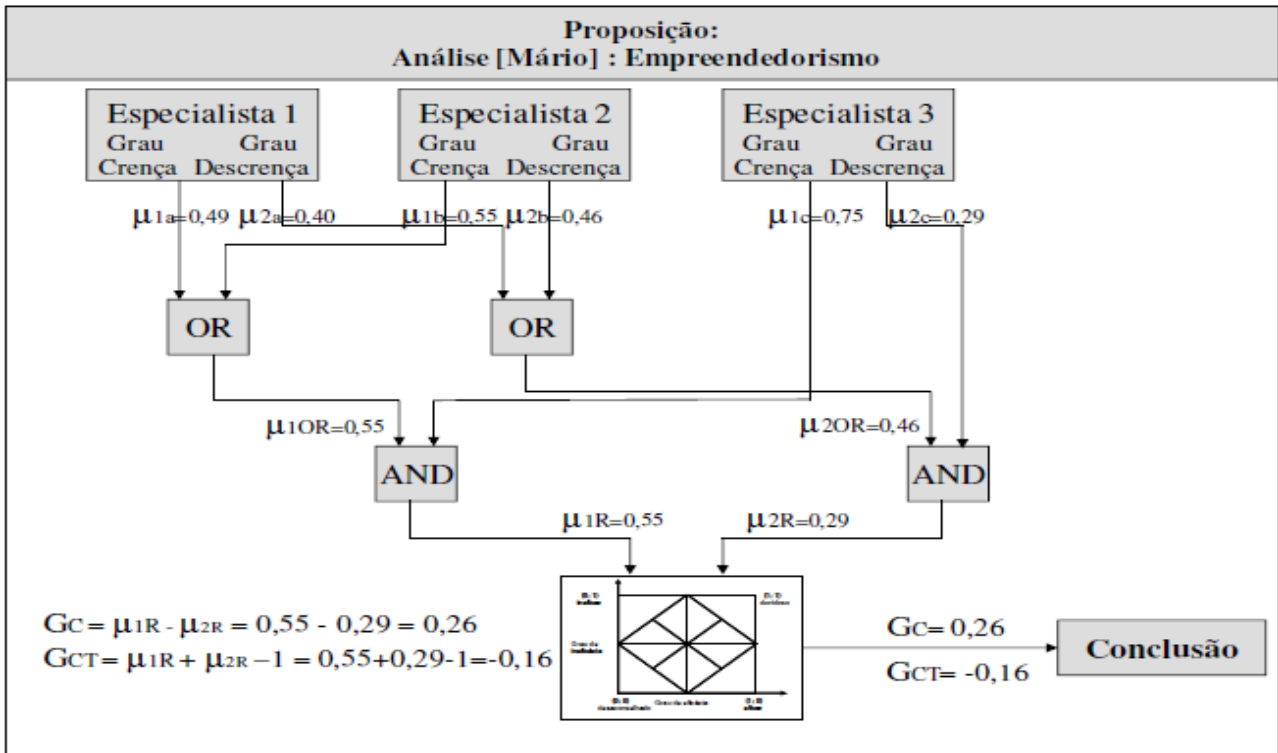 Proposição:
Análise [Mário] : Empreendedorismo
Especialista 1
Grau Grau
Crença Descrença
Especialista 2
Grau Grau
Crença Descrença
Especialista 3
Grau Grau
Crença Descrença
μ1a=0,49 μ2a=0,40
μ1b=0,55 μ2b=0,46
μ1c=0,75 μ2c=0,29
OR
OR
μ1OR=0,55
μ2OR=0,46
AND
AND
μ1R=0,55
μ2R=0,29
GC = μ1R - μ2R = 0,55 - 0,29 = 0,26
GCT = μ1R + μ2R −1 = 0,55+0,29-1=-0,16
GC= 0,26
GCT= -0,16
Conclusão